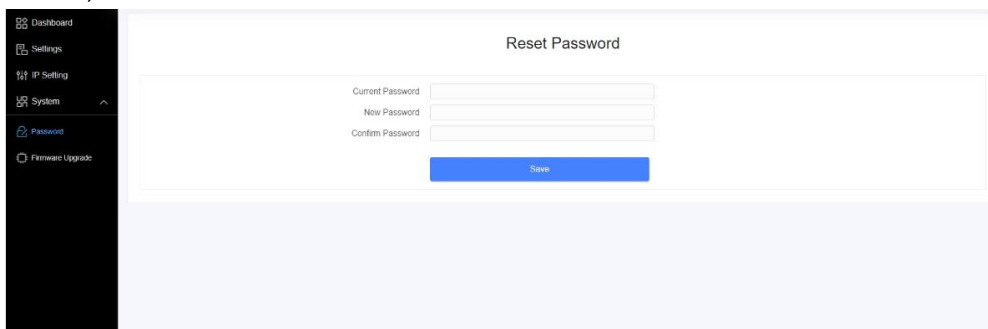 Dashboard
Settings
IP Setting
System
Password
Firmware Upgrade
Reset Password
Current Password
New Password
Confirm Password
Save